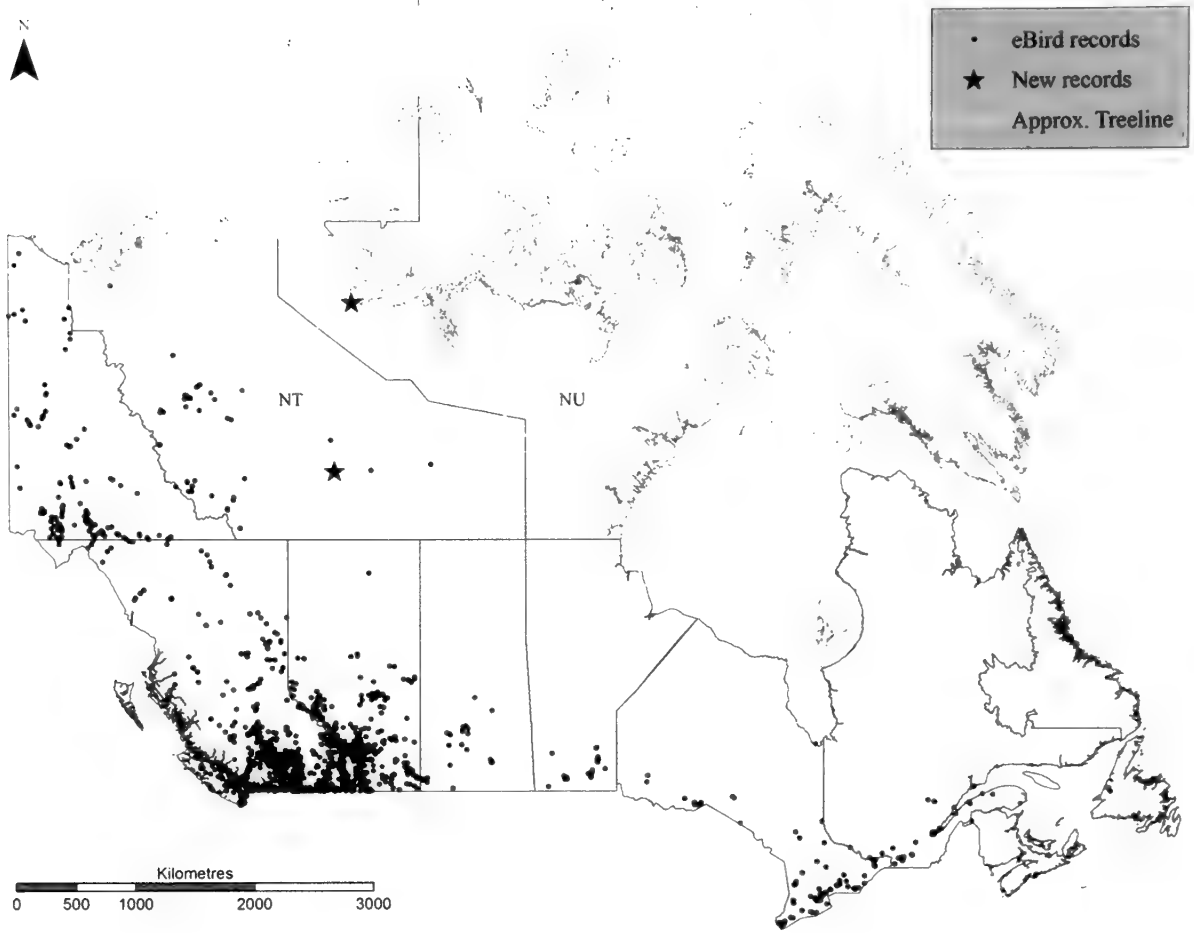 N
eBird records
New records
Approx. Treeline
NT
NU
Kilometres
0 500 1000 2000 3000